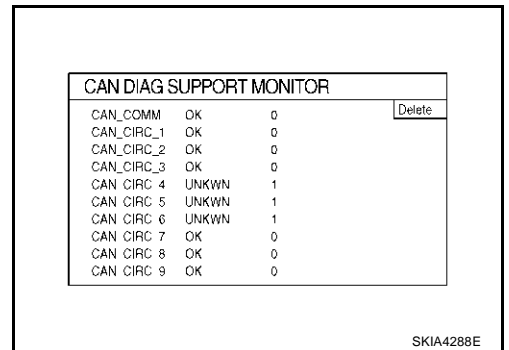 CAN DIAG SUPPORT MONITOR
Delete
CAN_COMM OK 0
CAN_CIRC_1 OK 0
CAN_CIRC_2 OK 0
CAN_CIRC_3 OK 0
CAN CIRC 4 UNKWN 1
CAN CIRC 5 UNKWN 1
CAN CIRC 6 UNKWN 1
CAN CIRC 7 OK 0
CAN CIRC 8 OK 0
CAN CIRC 9 OK 0
SKIA4288E